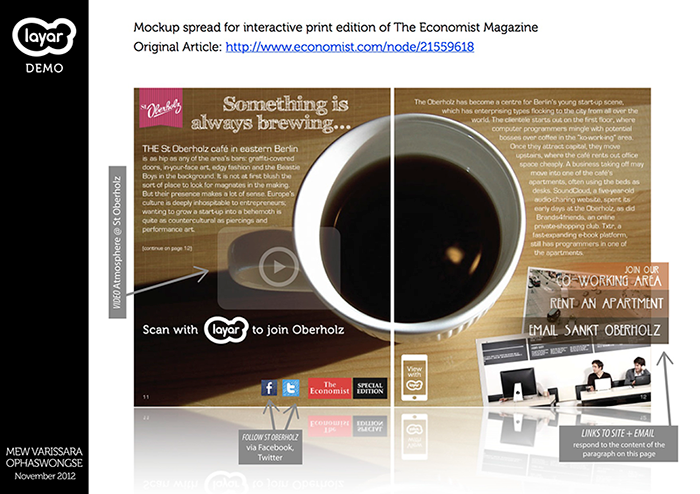 layar
DEMO
Mockup spread for interactive print edition of The Economist Magazine
Original Article: http://www.economist.com/node/21559618
St.
Oberholz
Something is
always brewing...
THE St Oberholz café in eastern Berlin
is as hip as any of the area's bars: graffiti-covered
doors, in-your-face art, edgy fashion and the Beastie
Boys in the background. It is not at first blush the
sort of place to look for magnates in the making.
But their presence makes a lot of sense. Europe's
culture is deeply inhospitable to entrepreneurs;
wanting to grow a start-up into a behemoth is
quite as countercultural as piercings and
performance art.
(continue on page 12)
VIDEO Atmosphere @ St Oberholz
Scan with layar to join Oberholz
The Economist
SPECIAL EDITION
11
The Oberholz has become a centre for Berlin's young start-up scene,
which has enterprising types flocking to the city from all over the
world. The clientele starts out on the first floor, where
computer programmers mingle with potential
bosses over coffee in the "co-working" area.
Once they attract capital, they move
upstairs, where the café rents out office
space cheaply. A business taking off may
move into one of the café's
apartments, often using the beds as
desks. SoundCloud, a five-year-old
audio-sharing website, spent its
early days at the Oberholz, as did
Brands4friends, an online
private-shopping club. Txtr, a
fast-expanding e-book platform,
still has programmers in one of
the apartments.
JOIN OUR
CO-WORKING AREA
RENT AN APARTMENT
EMAIL SANKT OBERHOLZ
View with
12
FOLLOW ST OBERHOLZ
via Facebook,
Twitter
LINKS TO SITE + EMAIL
respond to the content of the
paragraph on this page
MEW VARISSARA
OPHASWONGSE
November 2012